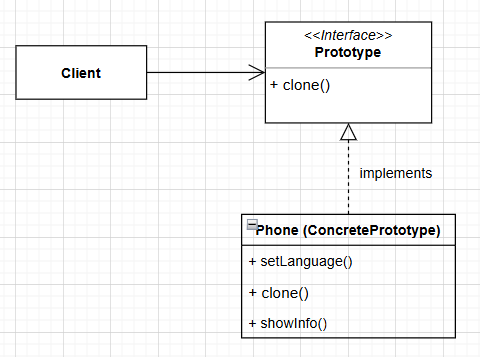 Client
<<Interface>>
Prototype
+ clone()
implements
Phone (ConcretePrototype)
+ setLanguage()
+ clone()
+ showInfo()